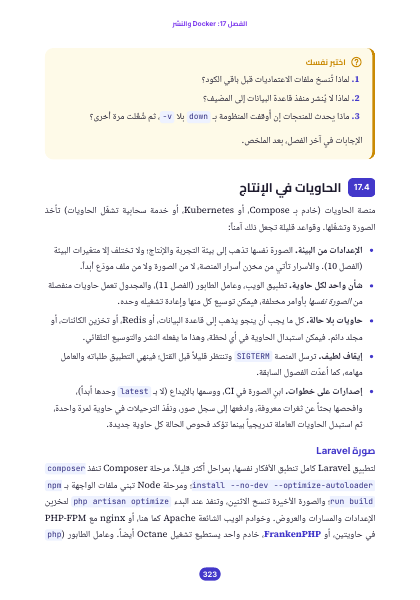 الفصل 17: Docker والنشر
اختبر نفسك
1. لماذا تُنسخ ملفات الاعتماديات قبل باقي الكود؟
2. لماذا لا يُنشر منفذ قاعدة البيانات إلى المضيف؟
3. ماذا يحدث للمنتجات إن أُوقفت المنظومة بـ down بلا -v، ثم شُغّلت مرة أخرى؟
الإجابات في آخر الفصل، بعد الملخص.
17.4 الحاويات في الإنتاج
منصة الحاويات (خادم بـ Compose، أو Kubernetes، أو خدمة سحابية تشغّل الحاويات) تأخذ
الصورة وتشغّلها. وقواعد قليلة تجعل ذلك آمناً:
• الإعدادات من البيئة. الصورة نفسها تذهب إلى بيئة التجربة والإنتاج؛ ولا تختلف إلا متغيرات البيئة
(الفصل 10). والأسرار تأتي من مخزن أسرار المنصة، لا من الصورة ولا من ملف مودَع أبداً.
• شأن واحد لكل حاوية. تطبيق الويب، وعامل الطابور (الفصل 11)، والمجدول تعمل حاويات منفصلة
من الصورة نفسها بأوامر مختلفة، فيمكن توسيع كل منها وإعادة تشغيله وحده.
• حاويات بلا حالة. كل ما يجب أن ينجو يذهب إلى قاعدة البيانات، أو Redis، أو تخزين الكائنات، أو
مجلد دائم. فيمكن استبدال الحاوية في أي لحظة، وهذا ما يفعله النشر والتوسيع التلقائي.
• إيقاف لطيف. ترسل المنصة SIGTERM وتنتظر قليلاً قبل القتل؛ فينهي التطبيق طلباته والعامل
مهامه، كما أُعدّت الفصول السابقة.
• إصدارات على خطوات. ابنِ الصورة في CI، ووسمها بالإيداع (لا بـ latest وحدها أبداً)،
وافحصها بحثاً عن ثغرات معروفة، وادفعها إلى سجل صور، ونفّذ الترحيلات في حاوية لمرة واحدة،
ثم استبدل الحاويات العاملة تدريجياً بينما تؤكد فحوص الحالة كل حاوية جديدة.
صورة Laravel
لتطبيق Laravel كامل تنطبق الأفكار نفسها، بمراحل أكثر قليلاً. مرحلة Composer تنفذ composer
install --no-dev --optimize-autoloader؛ ومرحلة Node تبني ملفات الواجهة بـ npm
run build؛ والصورة الأخيرة تنسخ الاثنتين، وتنفذ عند البدء php artisan optimize لتخزين
الإعدادات والمسارات والعروض. وخوادم الويب الشائعة Apache كما هنا، أو nginx مع PHP-FPM
في حاويتين، أو FrankenPHP، خادم واحد يستطيع تشغيل Octane أيضاً. وعامل الطابور (php
323